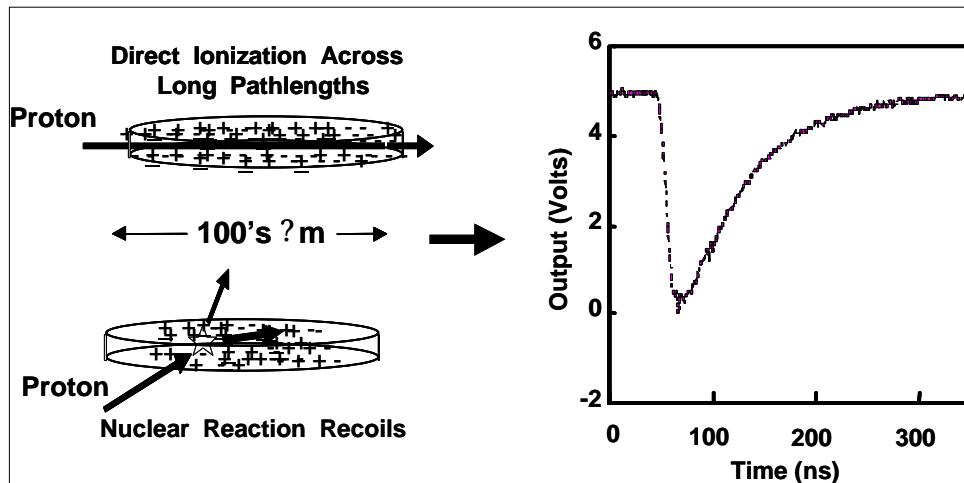 Direct Ionization Across
Long Pathlengths
Proton
100's ?m
Proton
Nuclear Reaction Recoils
6
4
2
0
-2
Output (Volts)
0 100 200 300
Time (ns)